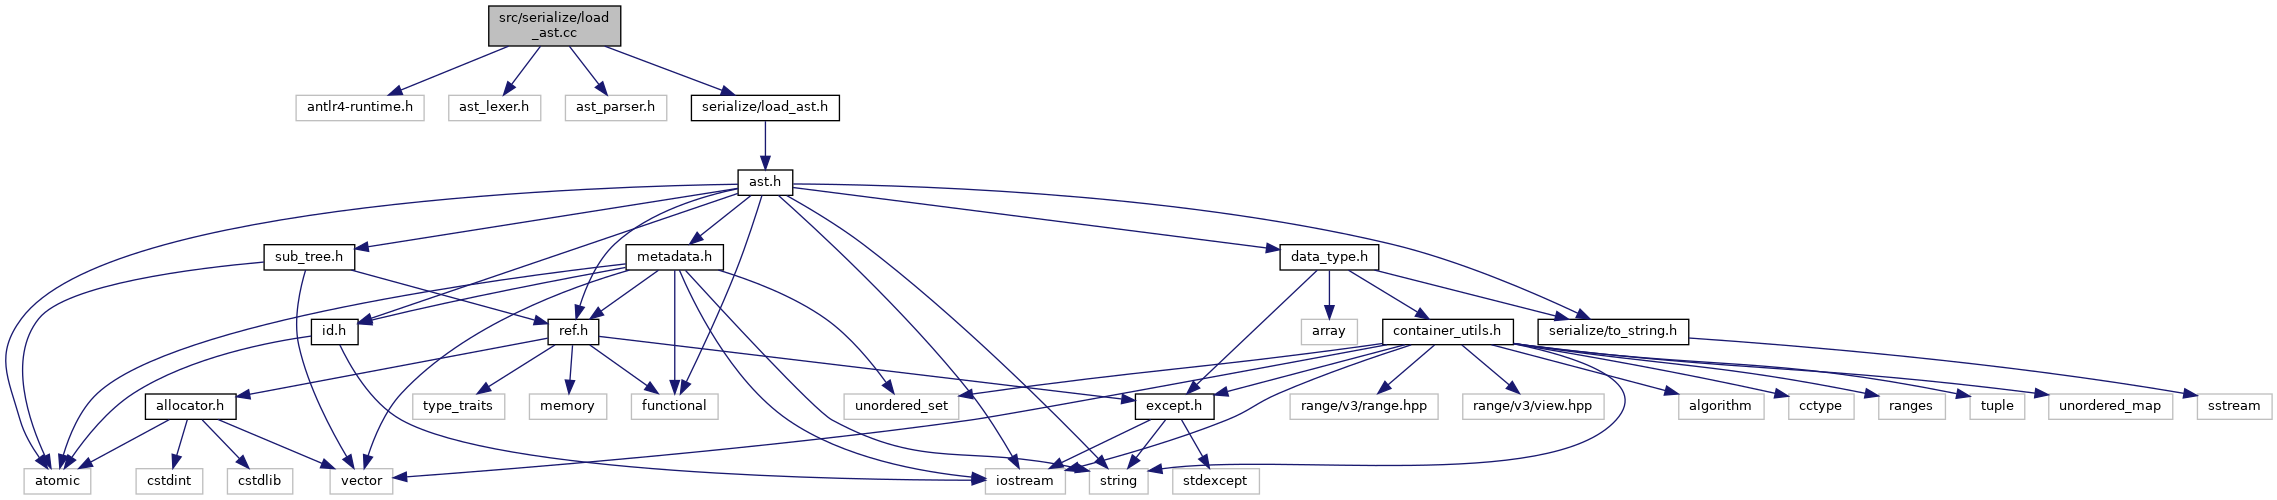 src/serialize/load
_ast.cc
antlr4-runtime.h
ast_lexer.h
ast_parser.h
serialize/load_ast.h
ast.h
sub_tree.h
metadata.h
data_type.h
id.h
ref.h
array
container_utils.h
serialize/to_string.h
allocator.h
type_traits
memory
functional
unordered_set
except.h
range/v3/range.hpp
range/v3/view.hpp
algorithm
cctype
ranges
tuple
unordered_map
sstream
atomic
cstdint
cstdlib
vector
iostream
string
stdexcept